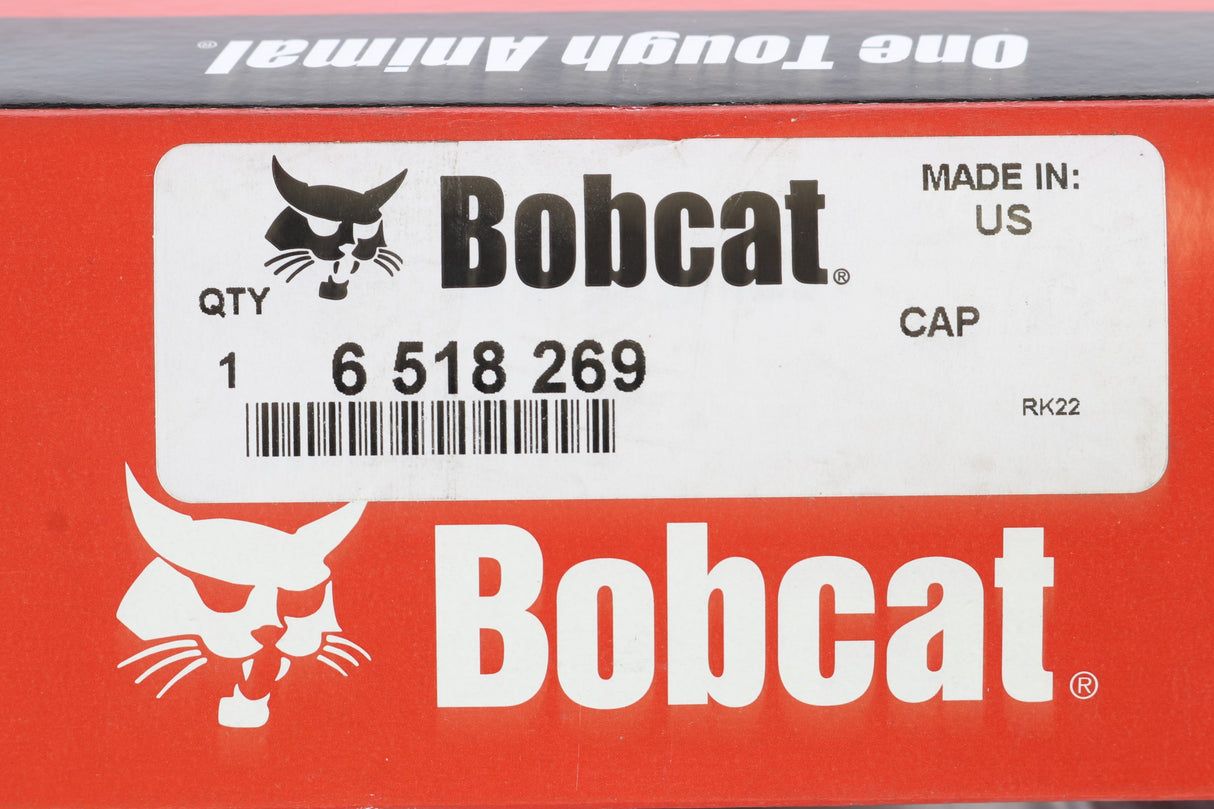 One Tough Animal®
Bobcat®
MADE IN:
US
QTY
CAP
1 6 518 269
RK22
Bobcat®